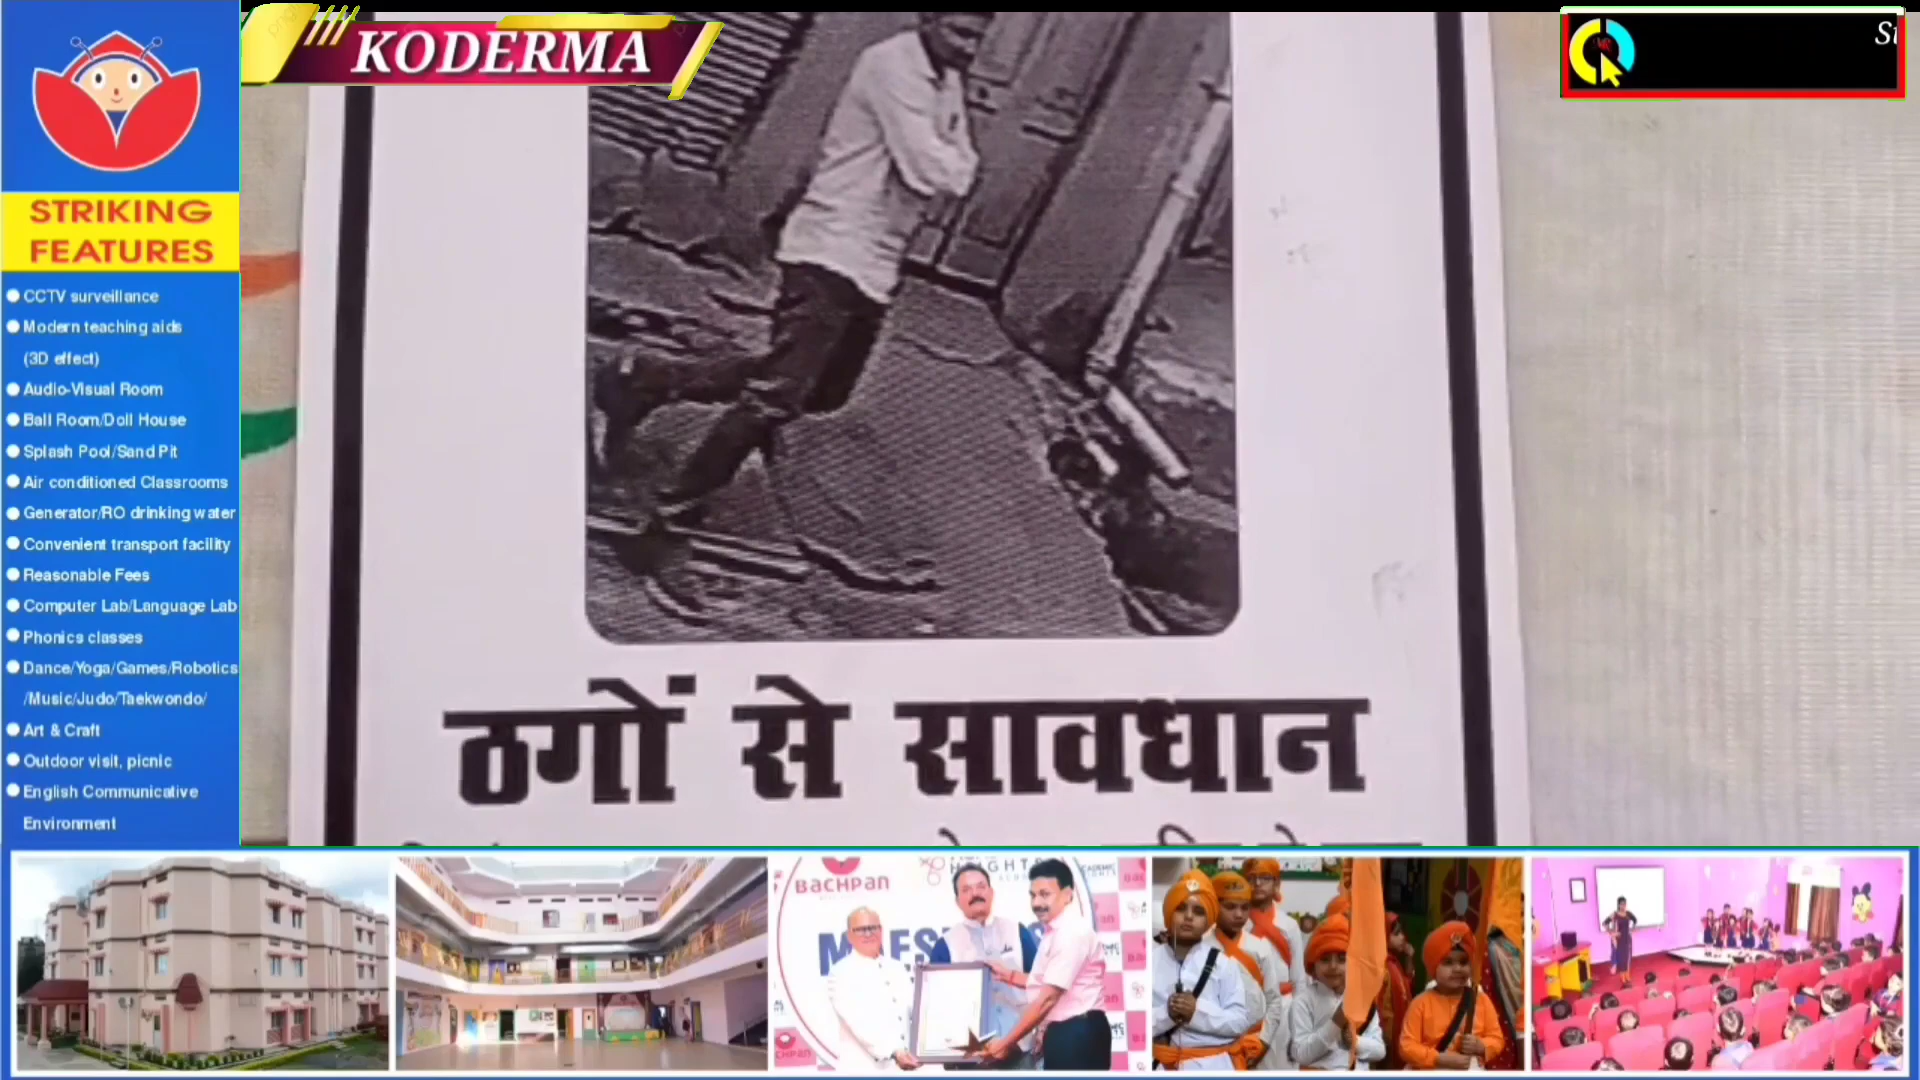 KODERMA
St
STRIKING
FEATURES
CCTV surveillance
Modern teaching aids
(3D effect)
Audio-Visual Room
Ball Room/Doll House
Splash Pool/Sand Pit
Air conditioned Classrooms
Generator/RO drinking water
Convenient transport facility
Reasonable Fees
Computer Lab/Language Lab
Phonics classes
Dance/Yoga/Games/Robotics
/Music/Judo/Taekwondo/
Art & Craft
Outdoor visit, picnic
English Communicative
Environment
ठगों से सावधान
BACHPAN